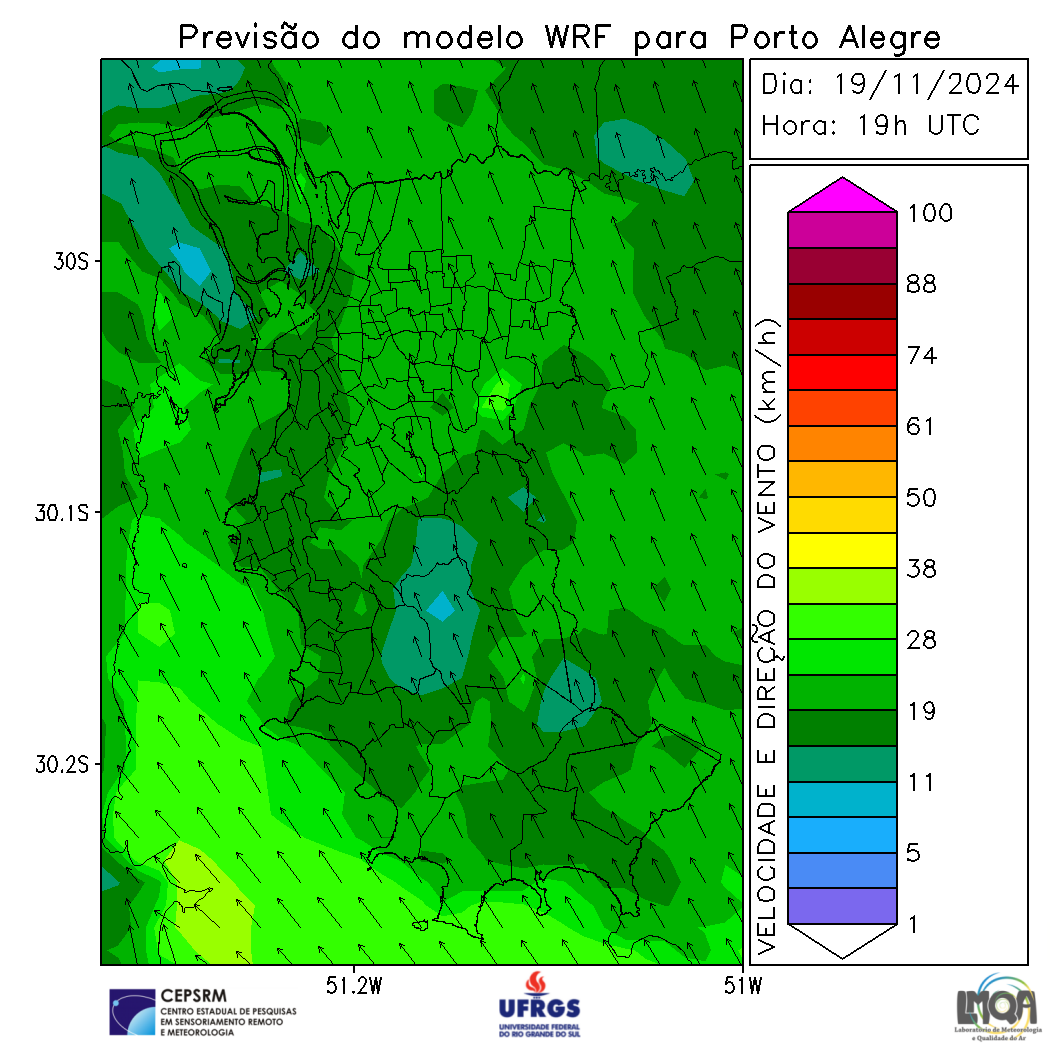 Previsão do modelo WRF para Porto Alegre
Dia: 19/11/2024
Hora: 19h UTC
30S
30.1S
30.2S
51.2W
51W
VELOCIDADE E DIREÇÃO DO VENTO (km/h)
100
88
74
61
50
38
28
19
11
5
1
CEPSRM
CENTRO ESTADUAL DE PESQUISAS
EM SENSORIAMENTO REMOTO
E METEOROLOGIA
UFRGS
UNIVERSIDADE FEDERAL
DO RIO GRANDE DO SUL
LMQA
Laboratório de Meteorologia
e Qualidade do Ar